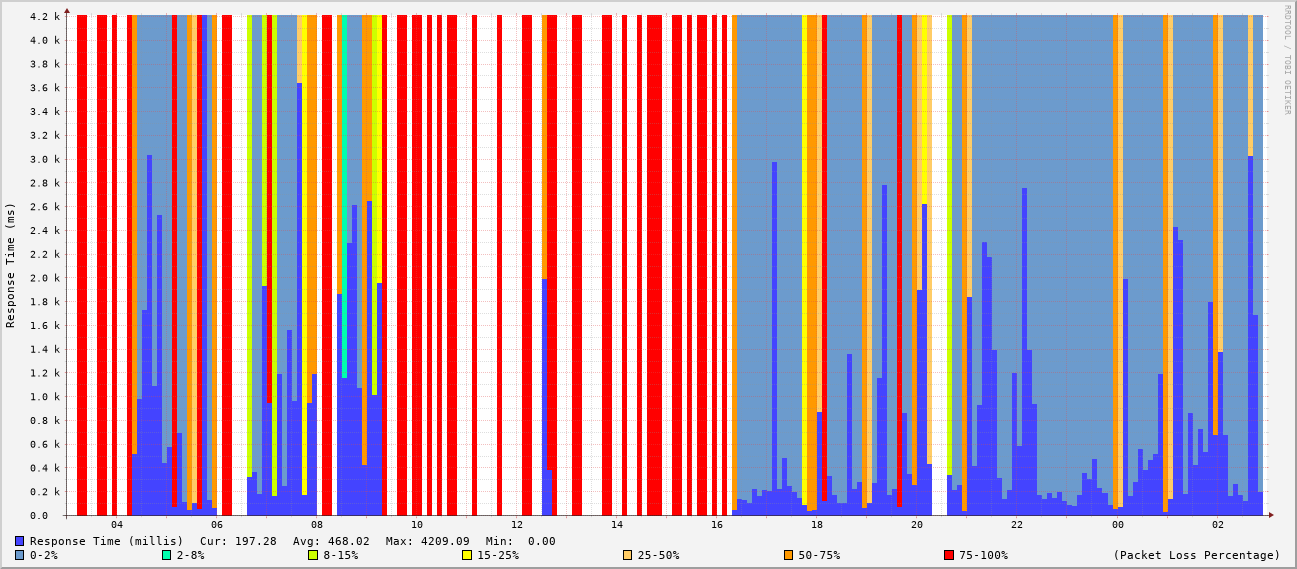 RRDTOOL / TOBI OETIKER
Response Time (ms)
4.2 k
4.0 k
3.8 k
3.6 k
3.4 k
3.2 k
3.0 k
2.8 k
2.6 k
2.4 k
2.2 k
2.0 k
1.8 k
1.6 k
1.4 k
1.2 k
1.0 k
0.8 k
0.6 k
0.4 k
0.2 k
0.0
04 06 08 10 12 14 16 18 20 22 00 02
Response Time (millis) Cur: 197.28 Avg: 468.02 Max: 4209.09 Min: 0.00
0-2% 2-8% 8-15% 15-25% 25-50% 50-75% 75-100% (Packet Loss Percentage)